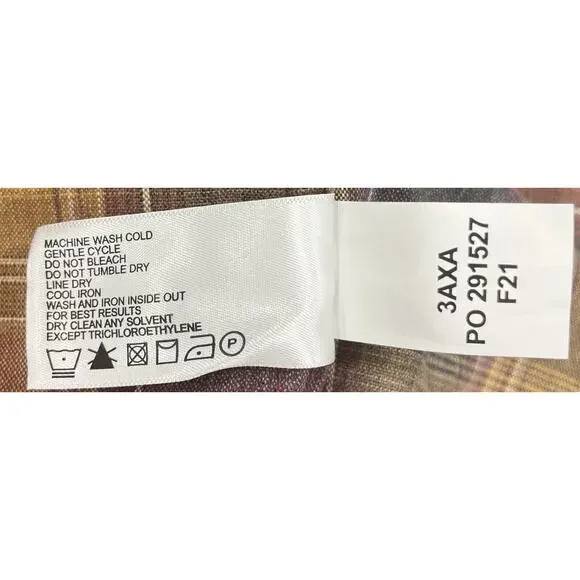 MACHINE WASH COLD
GENTLE CYCLE
DO NOT BLEACH
DO NOT TUMBLE DRY
LINE DRY
COOL IRON
WASH AND IRON INSIDE OUT
FOR BEST RESULTS
DRY CLEAN ANY SOLVENT
EXCEPT TRICHLOROETHYLENE
P
3AXA
PO 291527
F21